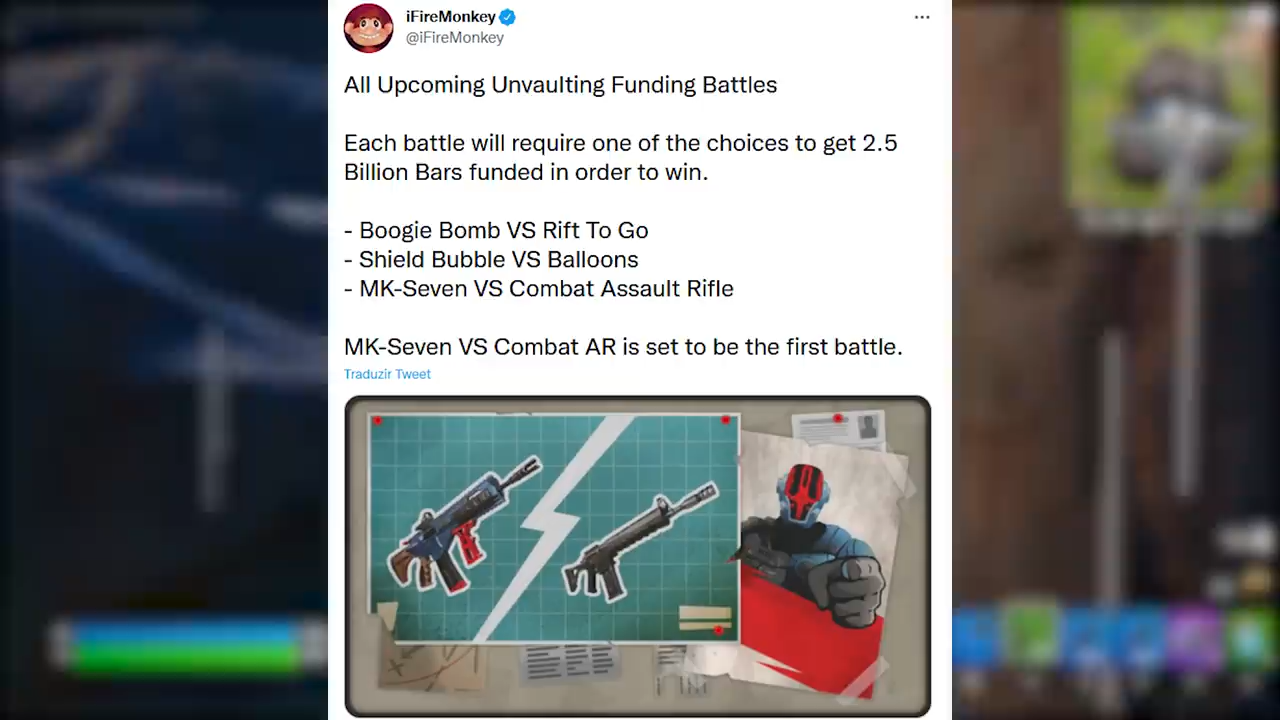 iFireMonkey
@iFireMonkey
All Upcoming Unvaulting Funding Battles
Each battle will require one of the choices to get 2.5
Billion Bars funded in order to win.
- Boogie Bomb VS Rift To Go
- Shield Bubble VS Balloons
- MK-Seven VS Combat Assault Rifle
MK-Seven VS Combat AR is set to be the first battle.
Traduzir Tweet